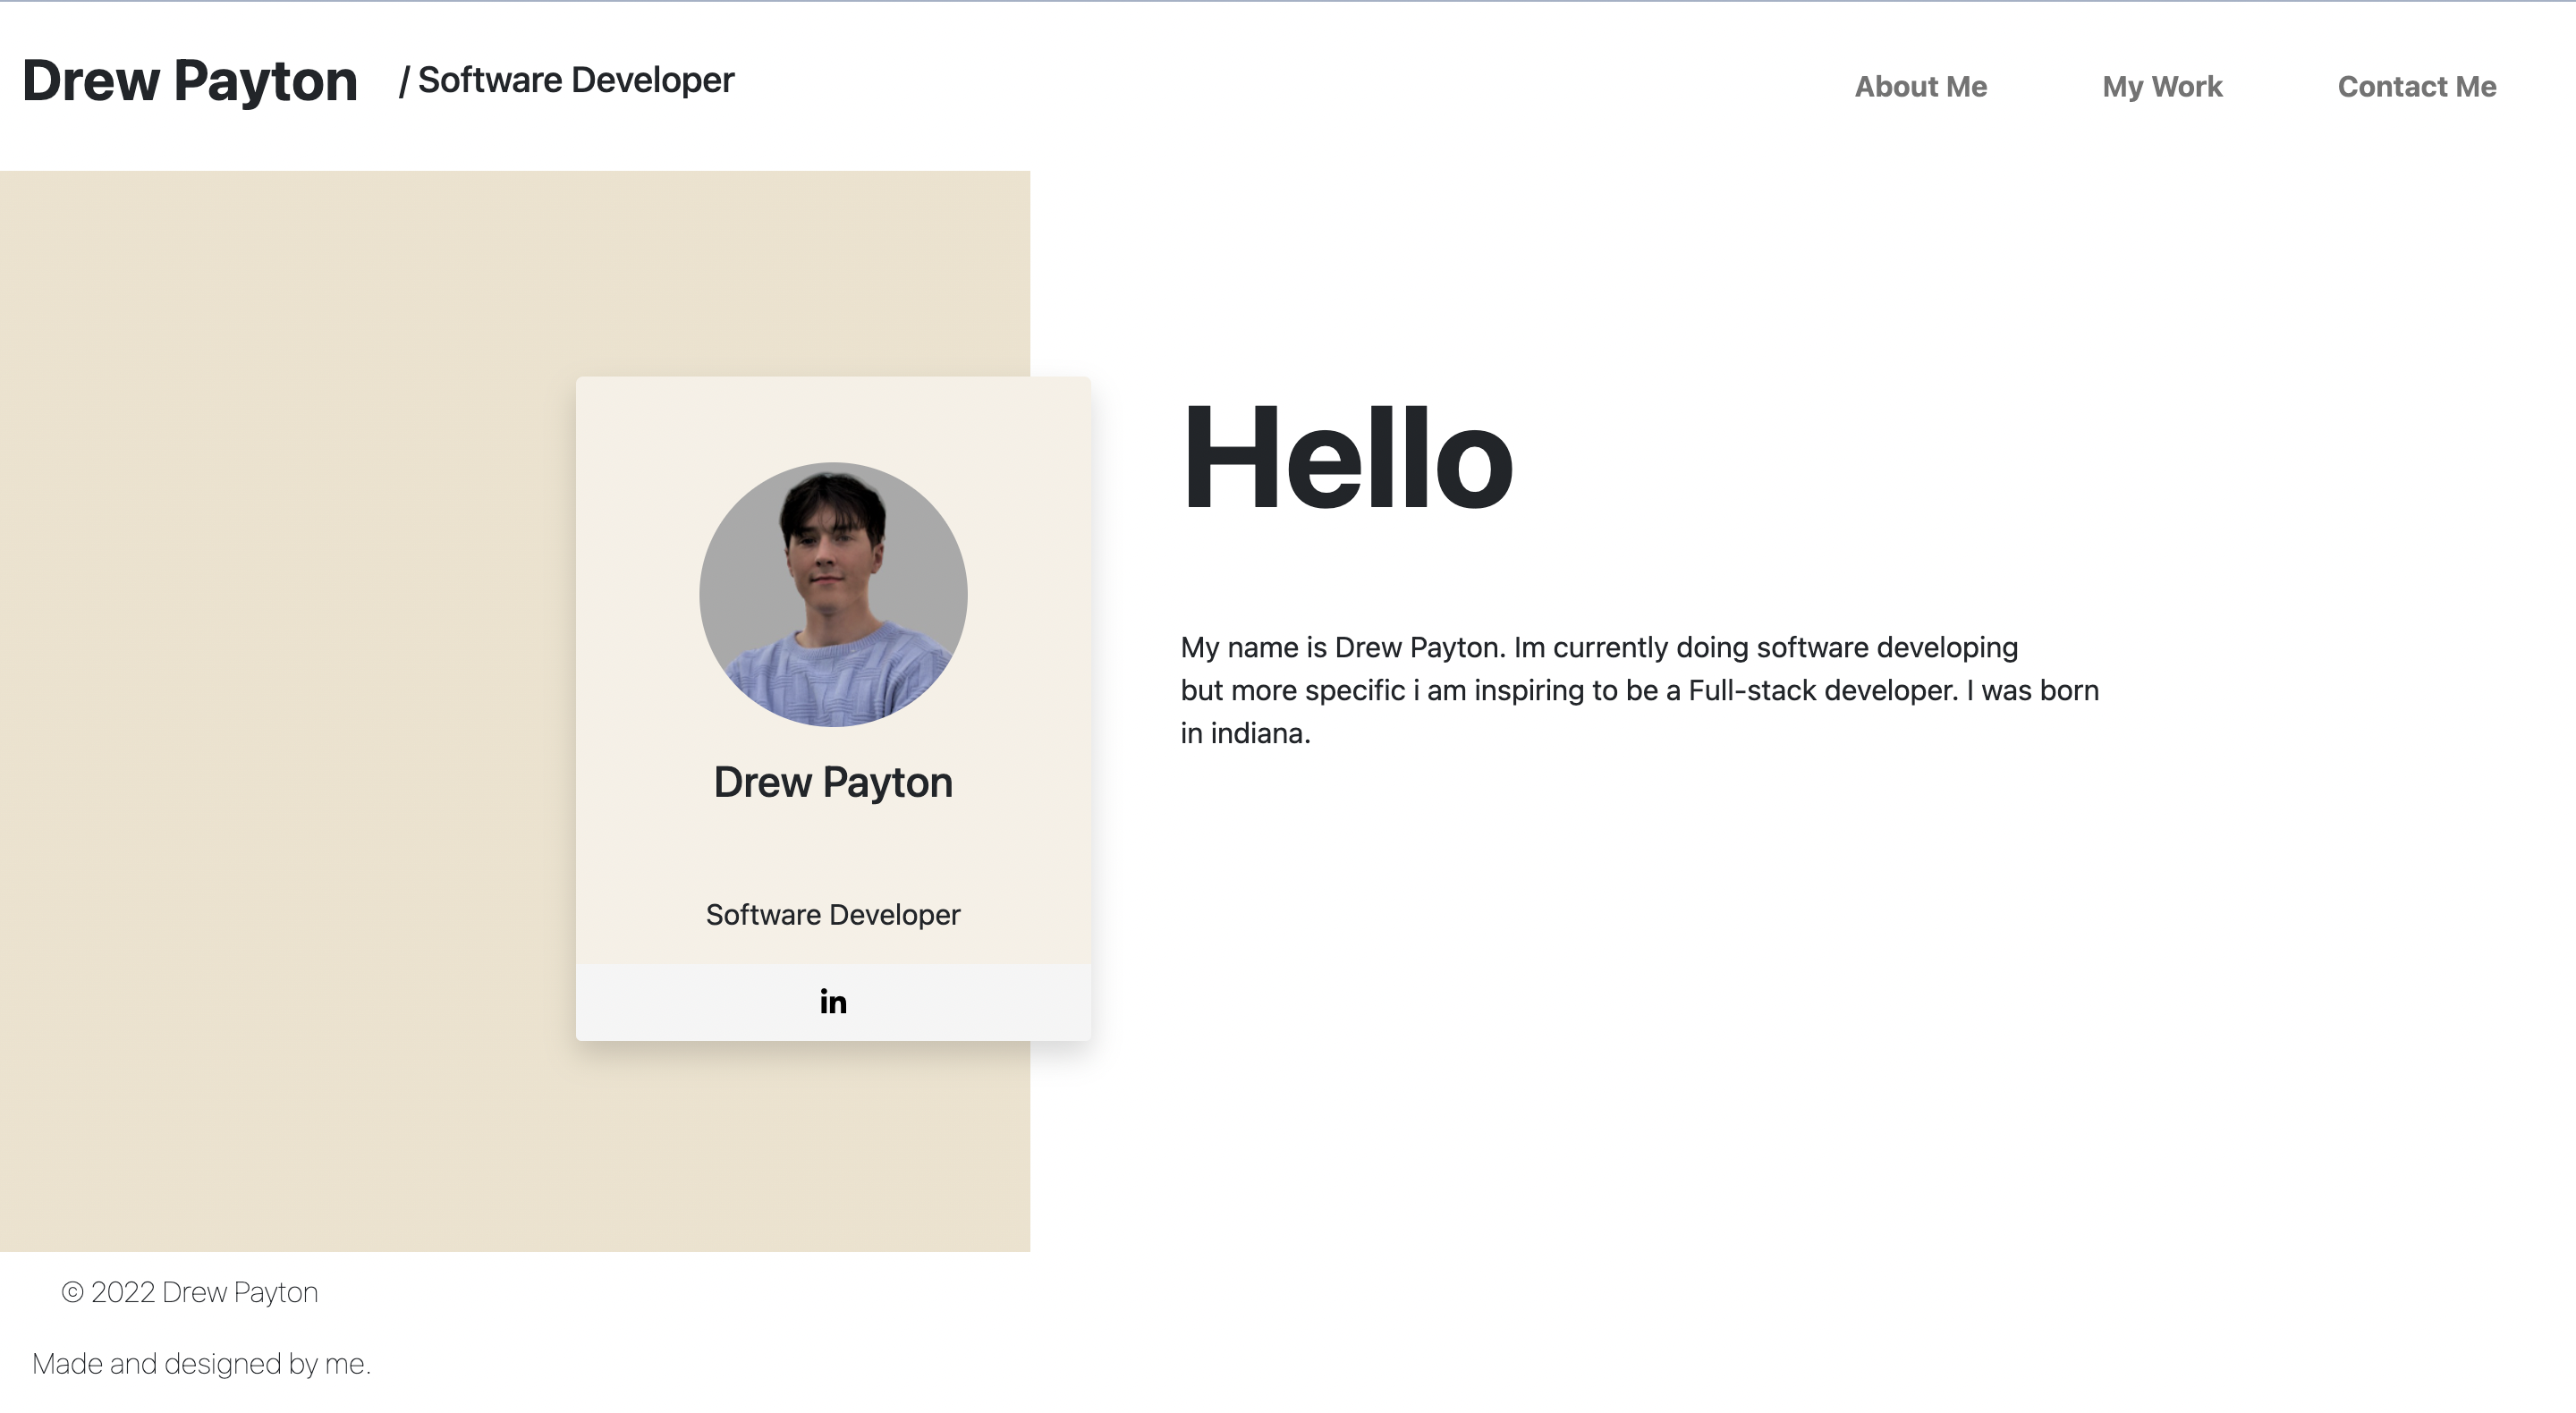 Drew Payton / Software Developer
About Me My Work Contact Me
Hello
My name is Drew Payton. Im currently doing software developing
but more specific i am inspiring to be a Full-stack developer. I was born
in indiana.
Drew Payton
Software Developer
in
© 2022 Drew Payton
Made and designed by me.